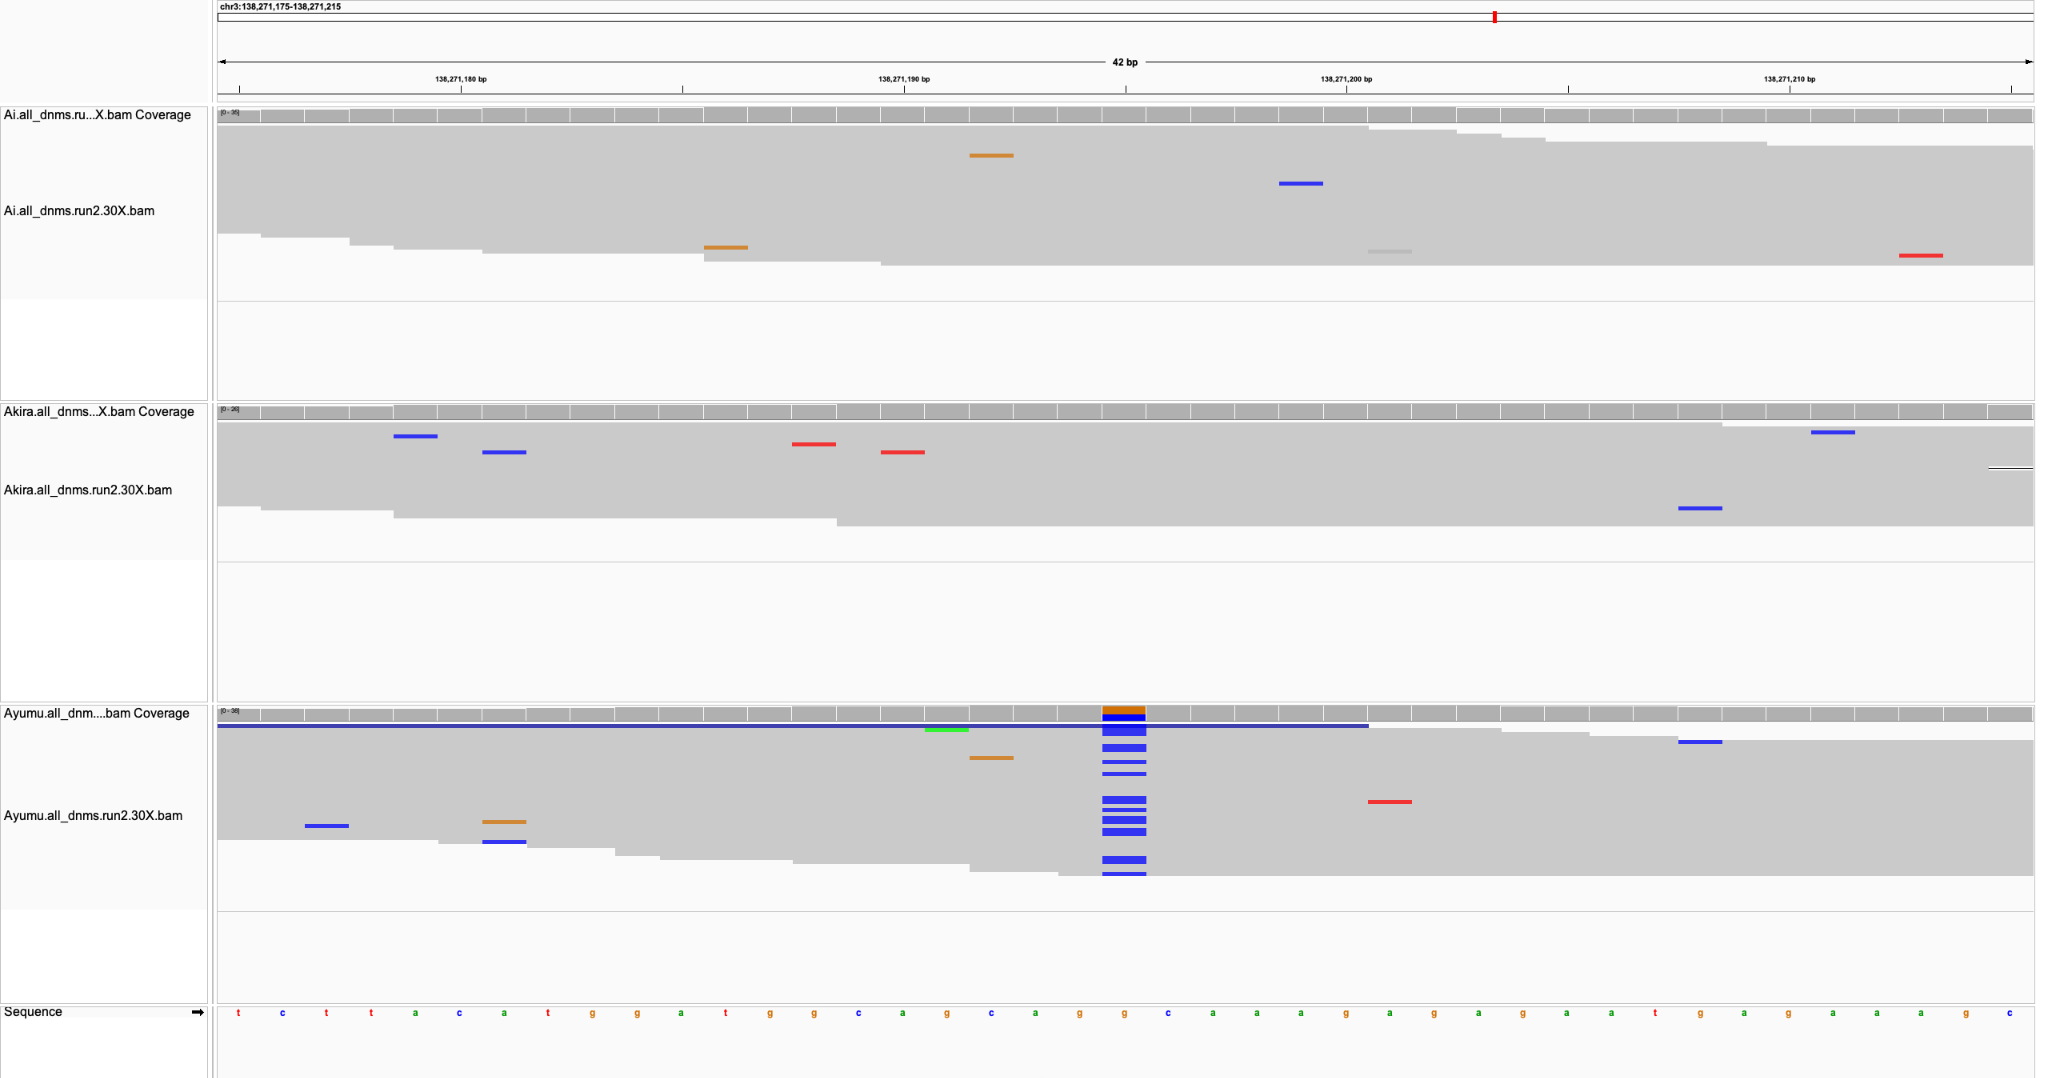 chr3:138,271,175-138,271,215
42 bp
138,271,180 bp 138,271,190 bp 138,271,200 bp 138,271,210 bp
Ai.all_dnms.ru...X.bam Coverage
[0 - 35]
Ai.all_dnms.run2.30X.bam
Akira.all_dnms...X.bam Coverage
[0 - 26]
Akira.all_dnms.run2.30X.bam
Ayumu.all_dnm....bam Coverage
[0 - 38]
Ayumu.all_dnms.run2.30X.bam
Sequence
t c t t a c a t g g a t g g c a g c a g g c a a a g a g a g a a t g a g a a a g c